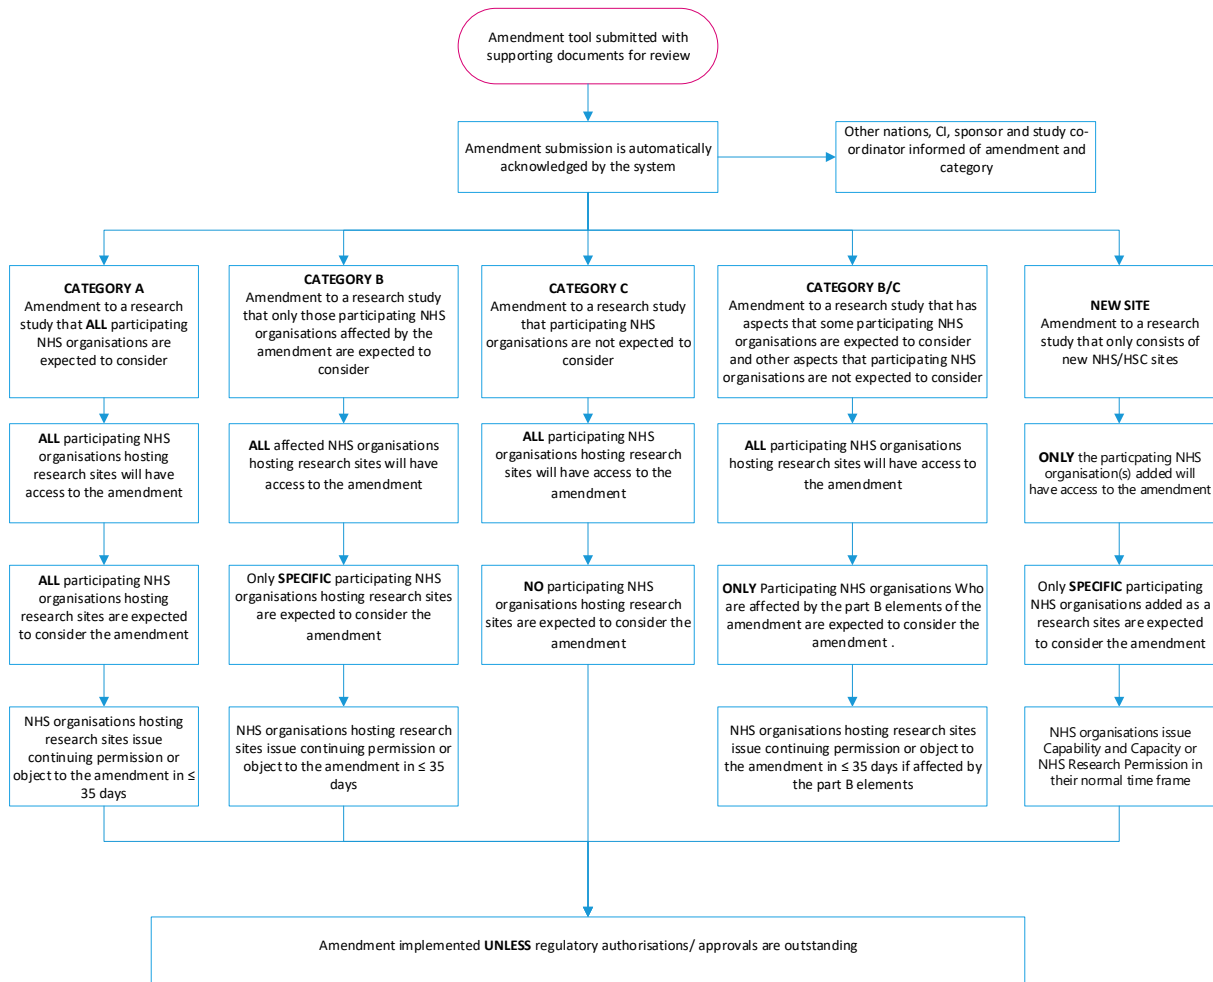 Amendment tool submitted with
supporting documents for review
Amendment submission is automatically
acknowledged by the system
Other nations, CI, sponsor and study co-
ordinator informed of amendment and
category
CATEGORY A
Amendment to a research
study that ALL participating
NHS organisations are
expected to consider
CATEGORY B
Amendment to a research study
that only those participating NHS
organisations affected by the
amendment are expected to
consider
CATEGORY C
Amendment to a research study
that participating NHS
organisations are not expected to
consider
CATEGORY B/C
Amendment to a research study that has
aspects that some participating NHS
organisations are expected to consider
and other aspects that participating NHS
organisations are not expected to consider
NEW SITE
Amendment to a research
study that only consists of
new NHS/HSC sites
ALL participating NHS
organisations hosting
research sites will have
access to the amendment
ALL affected NHS organisations
hosting research sites will have
access to the amendment
ALL participating NHS
organisations hosting research
sites will have access to the
amendment
ALL participating NHS organisations
hosting research sites will have access to
the amendment
ONLY the particpating NHS
organisation(s) added will
have access to the amendment
ALL participating NHS
organisations hosting
research sites are expected
to consider the amendment
Only SPECIFIC participating NHS
organisations hosting research sites
are expected to consider the
amendment
NO participating NHS
organisations hosting research
sites are expected to consider the
amendment
ONLY Participating NHS organisations Who
are affected by the part B elements of the
amendment are expected to consider the
amendment .
Only SPECIFIC participating
NHS organisations added as a
research sites are expected
to consider the amendment
NHS organisations hosting
research sites issue
continuing permission or
object to the amendment in ≤
35 days
NHS organisations hosting research
sites issue continuing permission or
object to the amendment in ≤ 35
days
NHS organisations hosting research sites
issue continuing permission or object to
the amendment in ≤ 35 days if affected by
the part B elements
NHS organisations issue
Capability and Capacity or
NHS Research Permission in
their normal time frame
Amendment implemented UNLESS regulatory authorisations/ approvals are outstanding